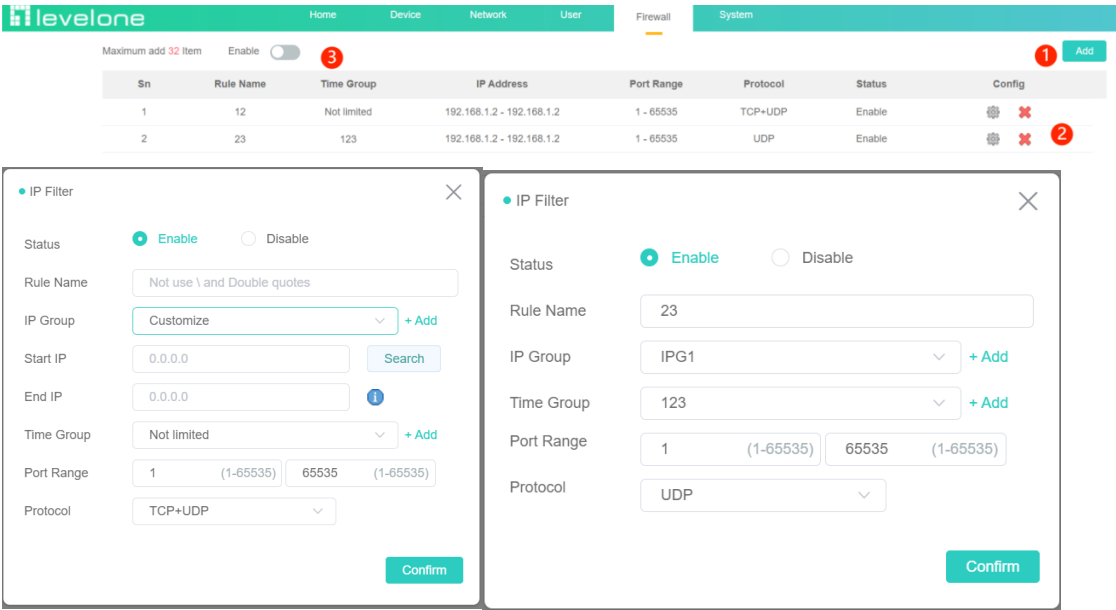 levelone Home Device Network User Firewall System
Maximum add 32 Item Enable 3 1 Add
Sn Rule Name Time Group IP Address Port Range Protocol Status Config
1 12 Not limited 192.168.1.2 - 192.168.1.2 1 - 65535 TCP+UDP Enable
2 23 123 192.168.1.2 - 192.168.1.2 1 - 65535 UDP Enable 2
IP Filter
Status Enable Disable
Rule Name Not use \ and Double quotes
IP Group Customize + Add
Start IP 0.0.0.0 Search
End IP 0.0.0.0 i
Time Group Not limited + Add
Port Range 1 (1-65535) 65535 (1-65535)
Protocol TCP+UDP
Confirm
IP Filter
Status Enable Disable
Rule Name 23
IP Group IPG1 + Add
Time Group 123 + Add
Port Range 1 (1-65535) 65535 (1-65535)
Protocol UDP
Confirm